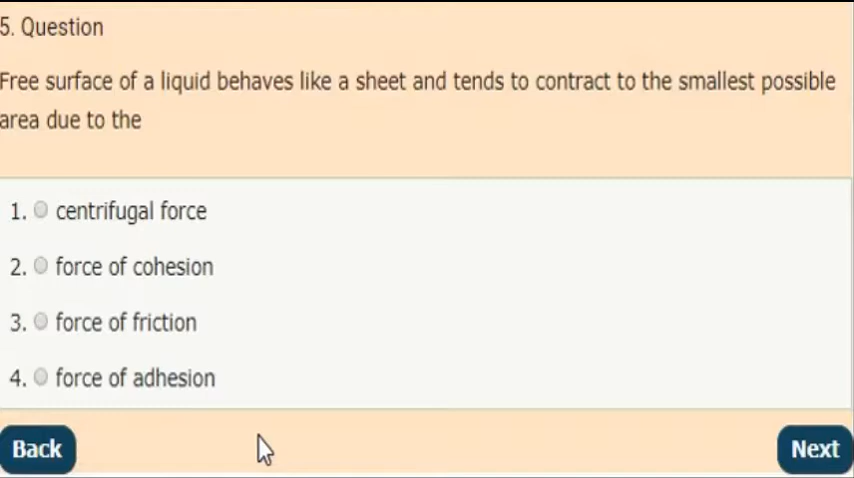 5. Question
Free surface of a liquid behaves like a sheet and tends to contract to the smallest possible
area due to the
1. centrifugal force
2. force of cohesion
3. force of friction
4. force of adhesion
Back
Next